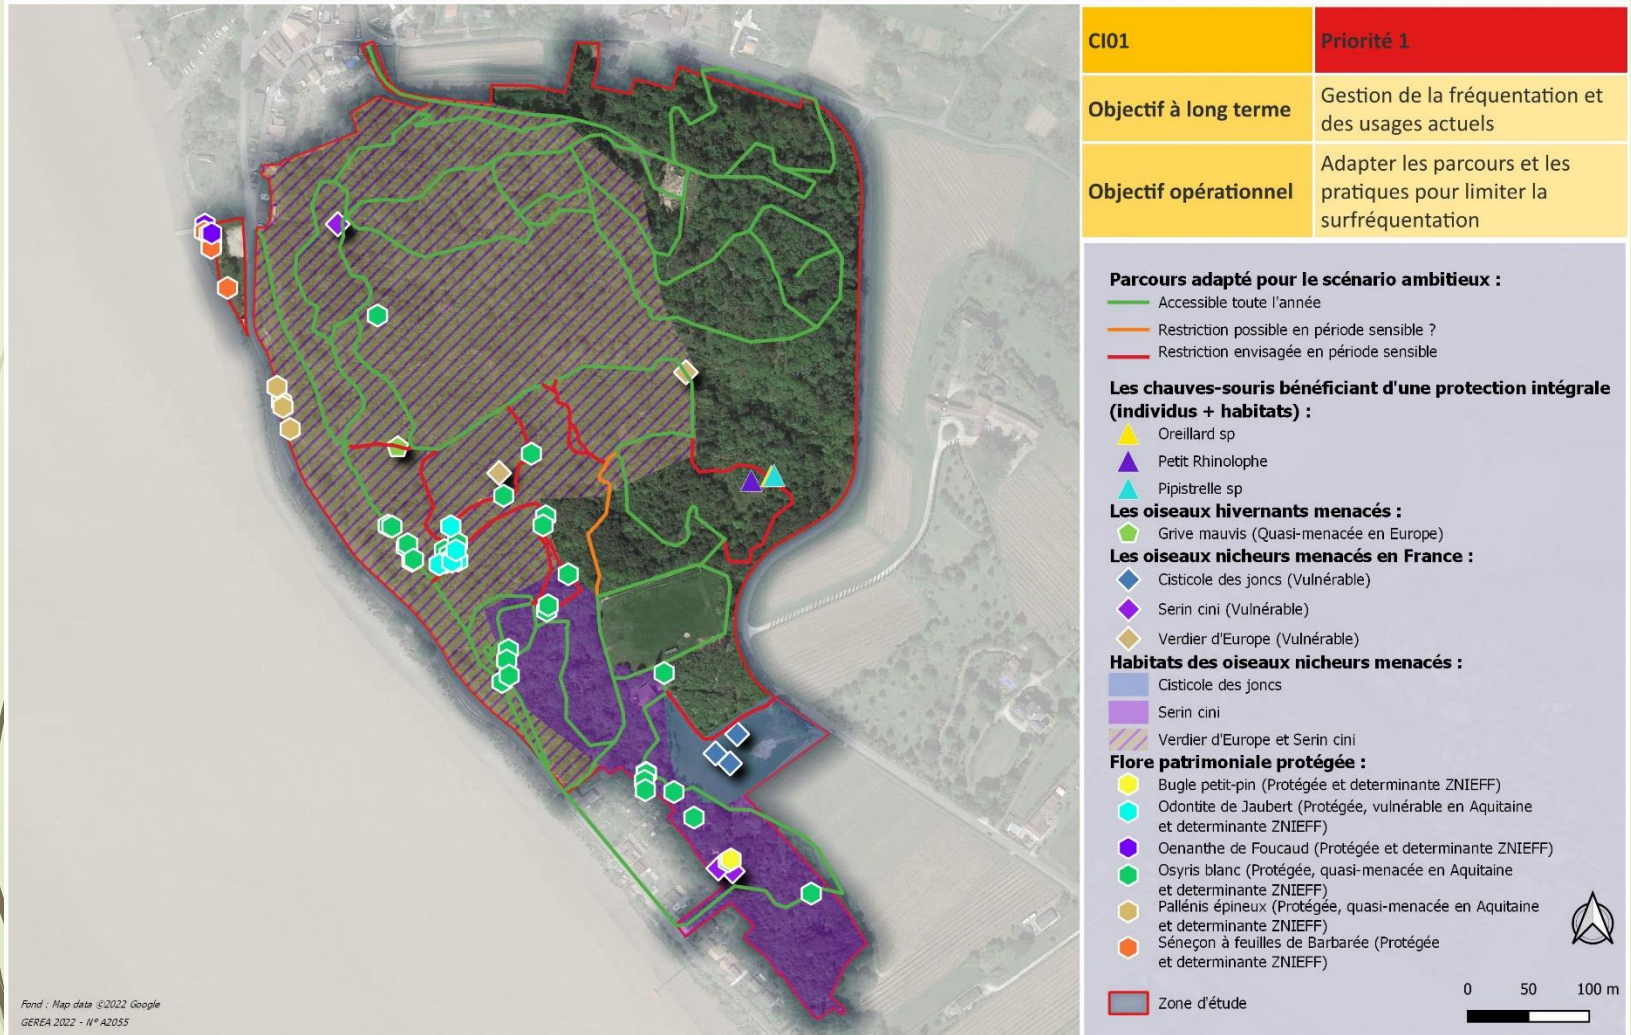 CI01
Priorité 1
Objectif à long terme
Gestion de la fréquentation et
des usages actuels
Objectif opérationnel
Adapter les parcours et les
pratiques pour limiter la
surfréquentation
Parcours adapté pour le scénario ambitieux :
Accessible toute l'année
Restriction possible en période sensible ?
Restriction envisagée en période sensible
Les chauves-souris bénéficiant d'une protection intégrale
(individus + habitats) :
Oreillard sp
Petit Rhinolophe
Pipistrelle sp
Les oiseaux hivernants menacés :
Grive mauvis (Quasi-menacée en Europe)
Les oiseaux nicheurs menacés en France :
Cisticole des joncs (Vulnérable)
Serin cini (Vulnérable)
Verdier d'Europe (Vulnérable)
Habitats des oiseaux nicheurs menacés :
Cisticole des joncs
Serin cini
Verdier d'Europe et Serin cini
Flore patrimoniale protégée :
Bugle petit-pin (Protégée et determinante ZNIEFF)
Odontite de Jaubert (Protégée, vulnérable en Aquitaine
et determinante ZNIEFF)
Oenanthe de Foucaud (Protégée et determinante ZNIEFF)
Osyris blanc (Protégée, quasi-menacée en Aquitaine
et determinante ZNIEFF)
Pallénis épineux (Protégée, quasi-menacée en Aquitaine
et determinante ZNIEFF)
Séneçon à feuilles de Barbarée (Protégée
et determinante ZNIEFF)
Zone d'étude
0 50 100 m
Fond : Map data ©2022 Google
GEREA 2022 - N° A2055